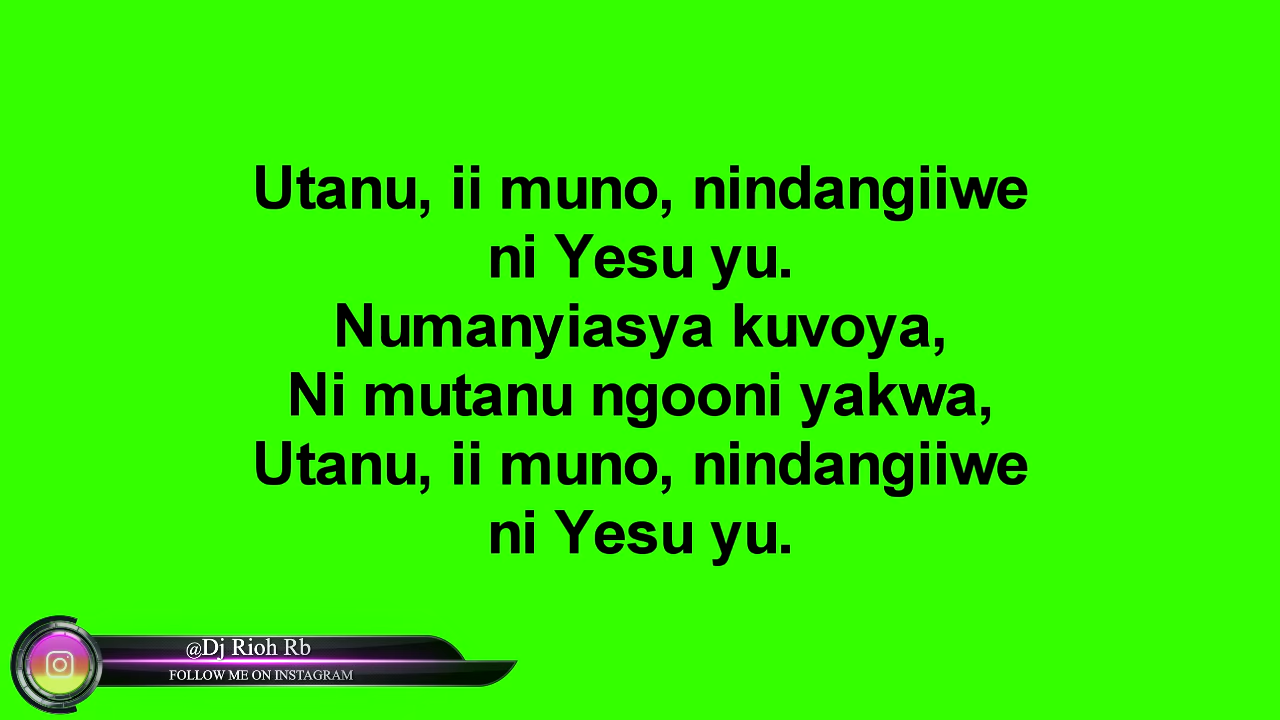 Utanu, ii muno, nindangiiwe
ni Yesu yu.
Numanyiasya kuvoya,
Ni mutanu ngooni yakwa,
Utanu, ii muno, nindangiiwe
ni Yesu yu.
@Dj Rioh Rb
FOLLOW ME ON INSTAGRAM